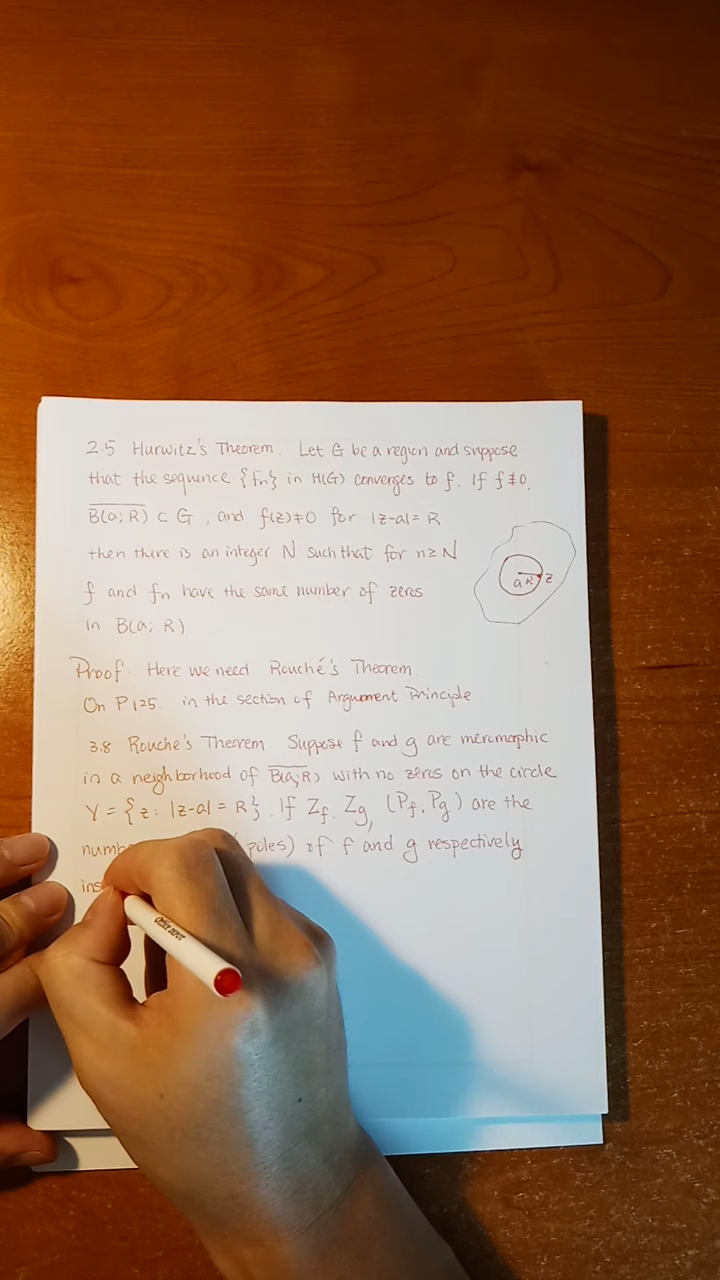 2.5 Hurwitz's Theorem. Let G be a region and suppose
that the sequence {fn} in H(G) converges to f. If f≢0,
B̅(̅a̅;̅ ̅R̅)̅ ⊂ G, and f(z)≠0 for |z-a|= R
then there is an integer N such that for n≥N
f and fn have the same number of zeros
in B(a; R)
a R z
Proof. Here we need Rouché's Theorem.
On P125. in the section of Argument Principle.
3.8 Rouche's Theorem Suppose f and g are meromorphic
in a neighborhood of B̅(̅a̅;̅R̅)̅ with no zeros on the circle
γ = {z: |z-a| = R}. If Zf, Zg, (Pf, Pg) are the
poles) of f and g respectively
Office DEPOT